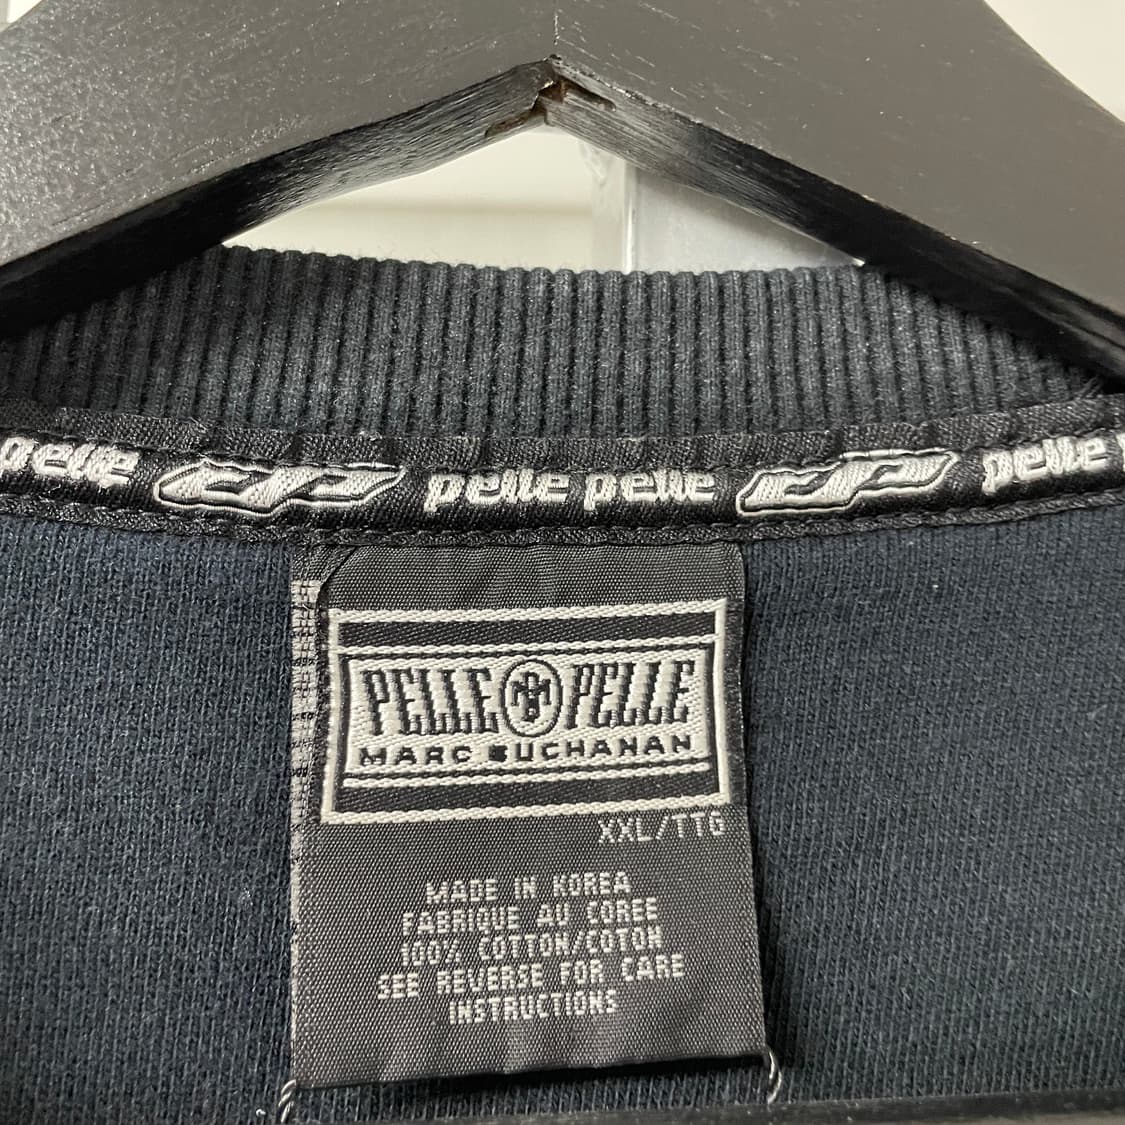 pelle pelle pelle pelle
PELLE PELLE
MARC BUCHANAN
XXL/TTG
MADE IN KOREA
FABRIQUE AU COREE
100% COTTON/COTON
SEE REVERSE FOR CARE
INSTRUCTIONS